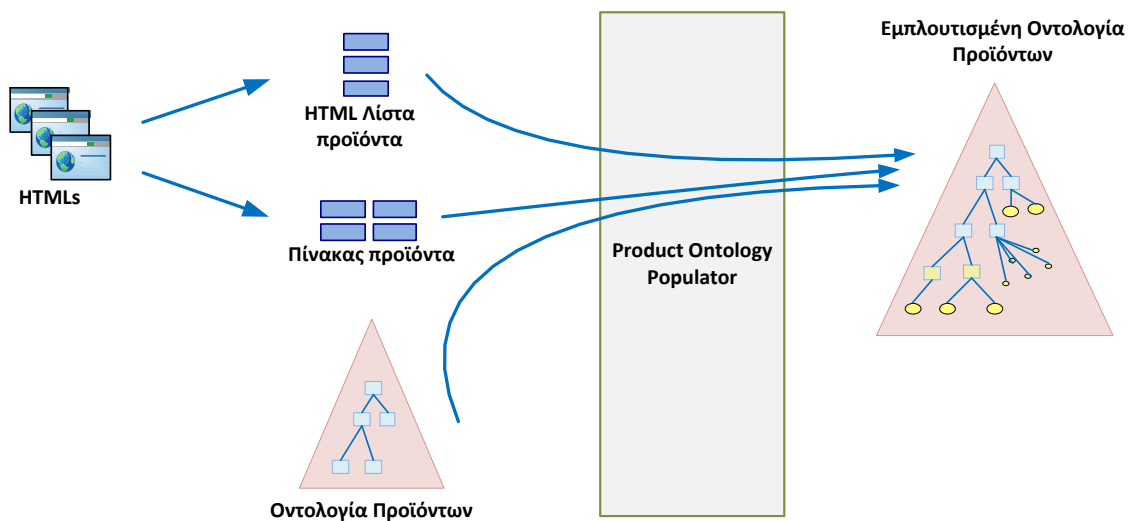 HTMLs
HTML Λίστα
προϊόντα
Πίνακας προϊόντα
Οντολογία Προϊόντων
Product Ontology
Populator
Εμπλουτισμένη Οντολογία
Προϊόντων